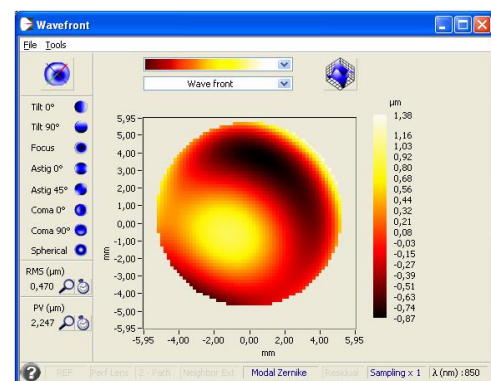 Wavefront
File Tools
Wave front
Tilt 0°
Tilt 90°
Focus
Astig 0°
Astig 45°
Coma 0°
Coma 90°
Spherical
RMS (µm)
0,470
PV (µm)
2,247
5,95
5,00
4,00
3,00
2,00
1,00
0,00
-1,00
-2,00
-3,00
-4,00
-5,00
-5,95
mm
-5,95 -4,00 -2,00 0,00 2,00 4,00 5,95
mm
µm
1,38
1,16
1,03
0,92
0,80
0,68
0,56
0,44
0,32
0,21
0,08
-0,03
-0,15
-0,27
-0,39
-0,51
-0,63
-0,74
-0,87
REF Perf Lens 2 - Path Neighbor Ext Modal Zernike Residual Sampling x 1 λ (nm) :850